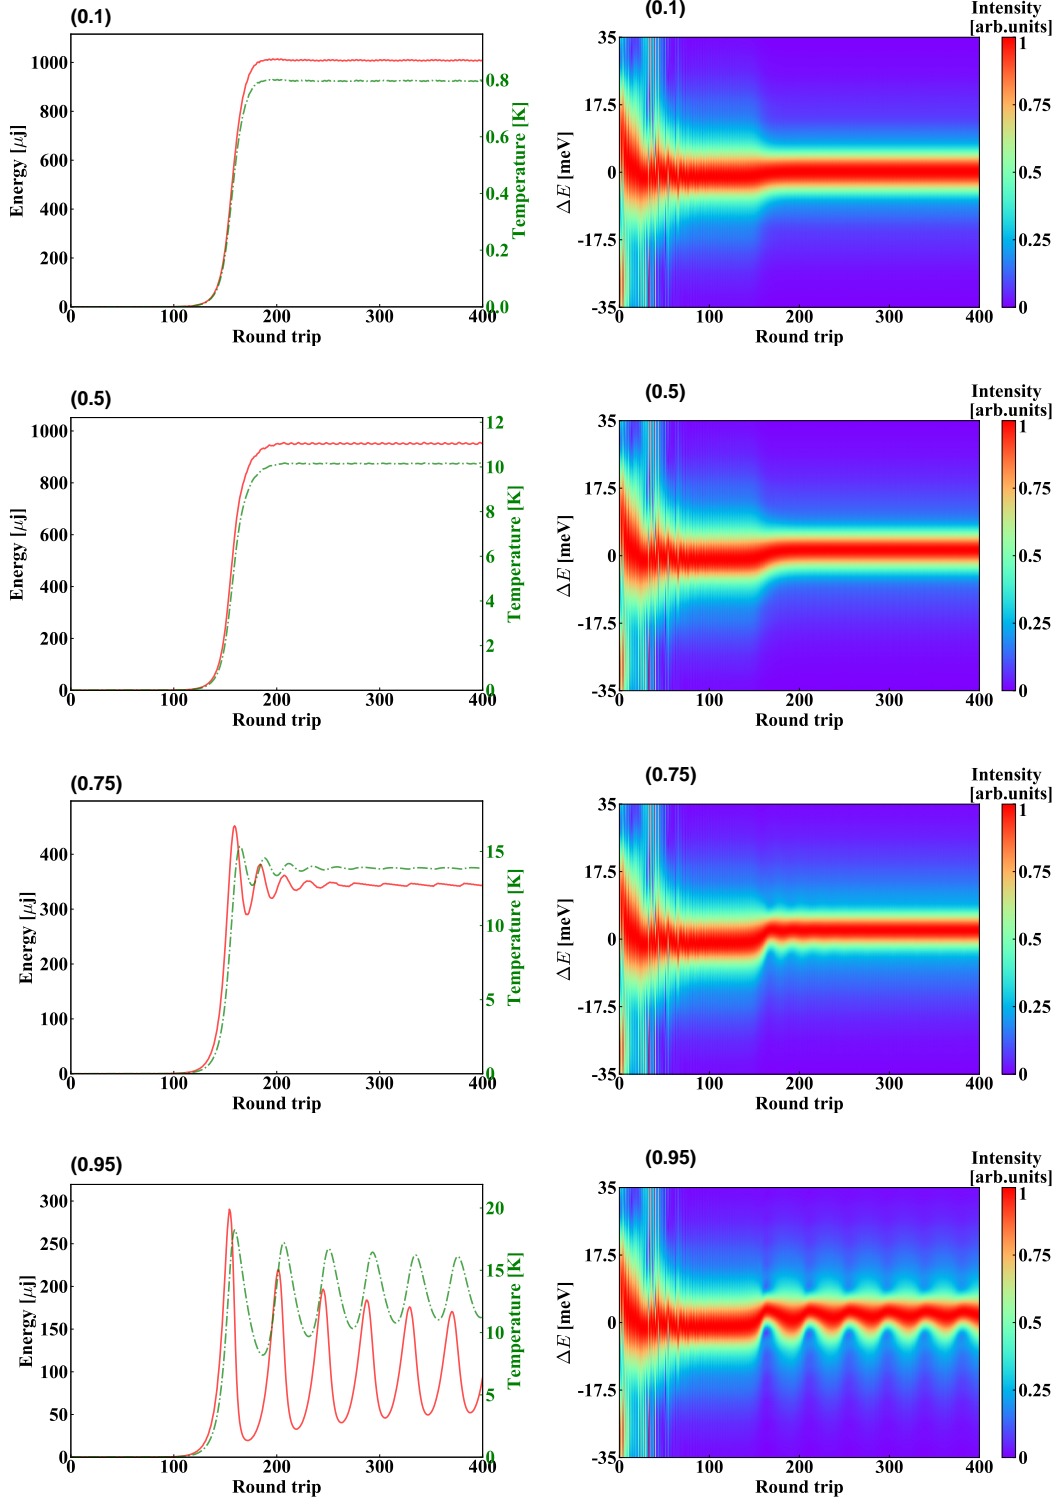 (0.1)
1000
800
600
400
200
0
Energy [μj]
0.8
0.6
0.4
0.2
0.0
Temperature [K]
0 100 200 300 400
Round trip
(0.1)
Intensity
[arb.units]
35
17.5
0
-17.5
-35
ΔE [meV]
1
0.75
0.5
0.25
0
0 100 200 300 400
Round trip
(0.5)
1000
800
600
400
200
0
Energy [μj]
12
10
8
6
4
2
0
Temperature [K]
0 100 200 300 400
Round trip
(0.5)
Intensity
[arb.units]
35
17.5
0
-17.5
-35
ΔE [meV]
1
0.75
0.5
0.25
0
0 100 200 300 400
Round trip
(0.75)
400
300
200
100
0
Energy [μj]
15
10
5
0
Temperature [K]
0 100 200 300 400
Round trip
(0.75)
Intensity
[arb.units]
35
17.5
0
-17.5
-35
ΔE [meV]
1
0.75
0.5
0.25
0
0 100 200 300 400
Round trip
(0.95)
300
250
200
150
100
50
0
Energy [μj]
20
15
10
5
0
Temperature [K]
0 100 200 300 400
Round trip
(0.95)
Intensity
[arb.units]
35
17.5
0
-17.5
-35
ΔE [meV]
1
0.75
0.5
0.25
0
0 100 200 300 400
Round trip